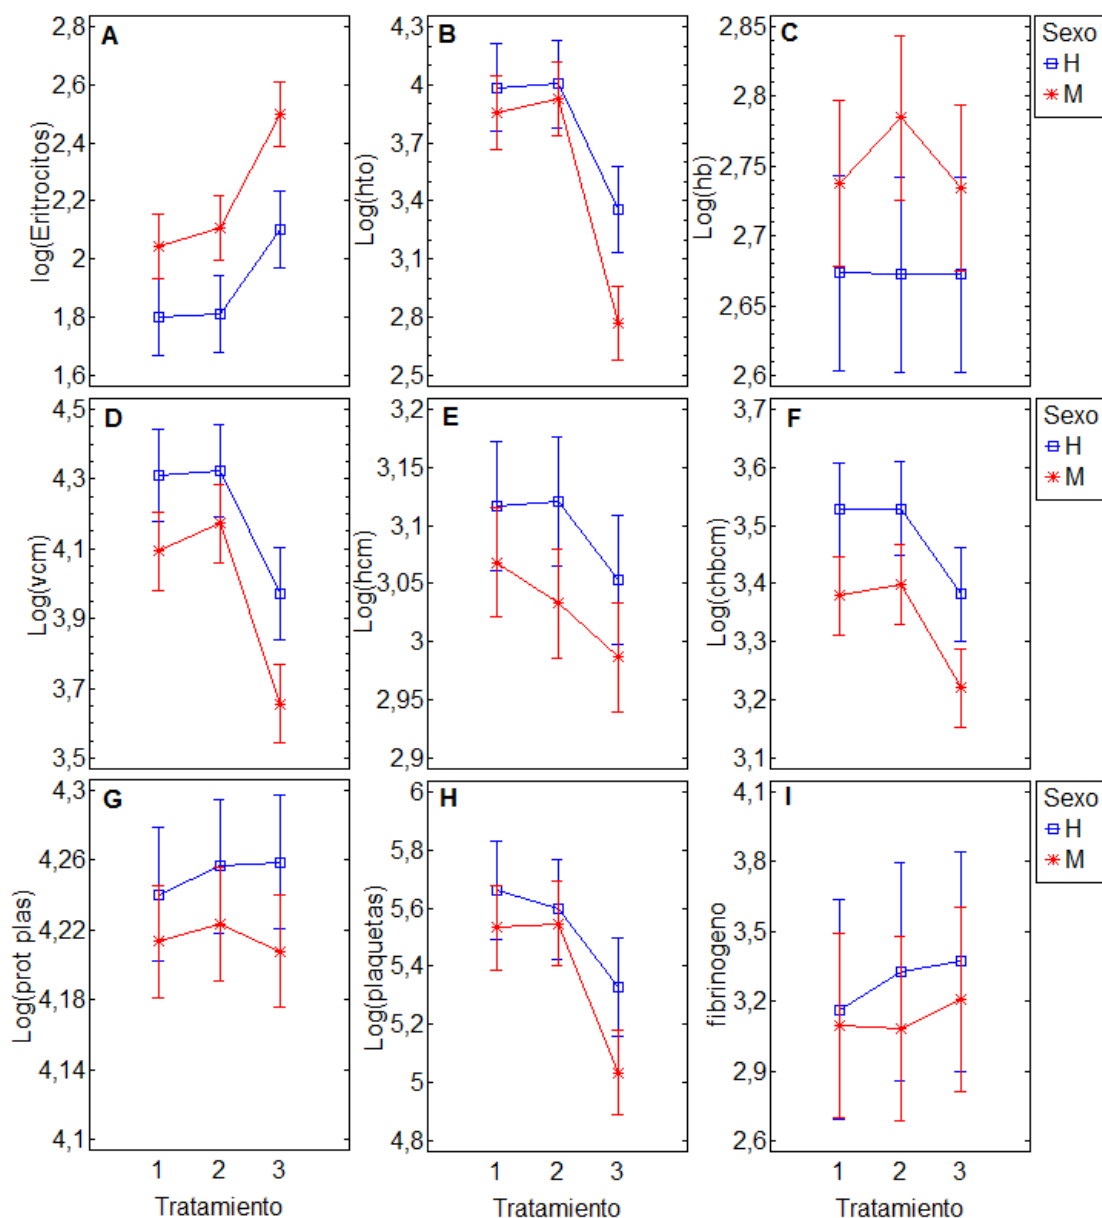 A
log(Eritrocitos)
2,8
2,6
2,4
2,2
2
1,8
1,6
B
Log(hto)
4,3
4
3,7
3,4
3,1
2,8
2,5
C
Log(hb)
2,85
2,8
2,75
2,7
2,65
2,6
Sexo
H
M
D
Log(vcm)
4,5
4,3
4,1
3,9
3,7
3,5
E
Log(hcm)
3,2
3,15
3,1
3,05
3
2,95
2,9
F
Log(chbcm)
3,7
3,6
3,5
3,4
3,3
3,2
3,1
Sexo
H
M
G
Log(prot plas)
4,3
4,26
4,22
4,18
4,14
4,1
1 2 3
Tratamiento
H
Log(plaquetas)
6
5,8
5,6
5,4
5,2
5
4,8
1 2 3
Tratamiento
I
fibrinogeno
4,1
3,8
3,5
3,2
2,9
2,6
1 2 3
Tratamiento
Sexo
H
M